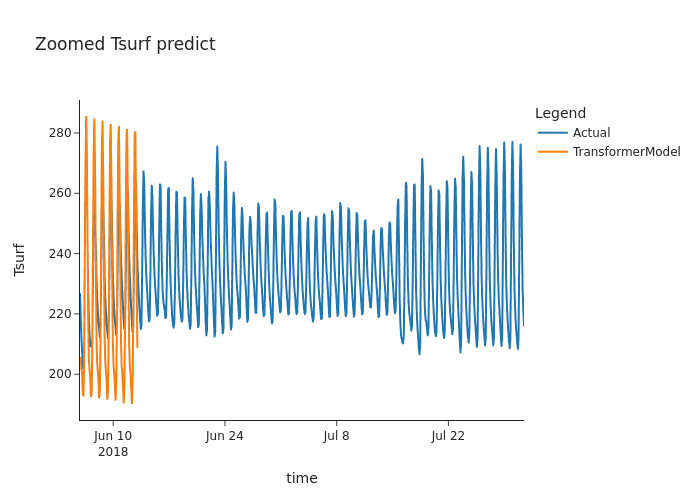 Zoomed Tsurf predict
Legend
Actual
TransformerModel
Tsurf
280
260
240
220
200
Jun 10
2018
Jun 24
Jul 8
Jul 22
time